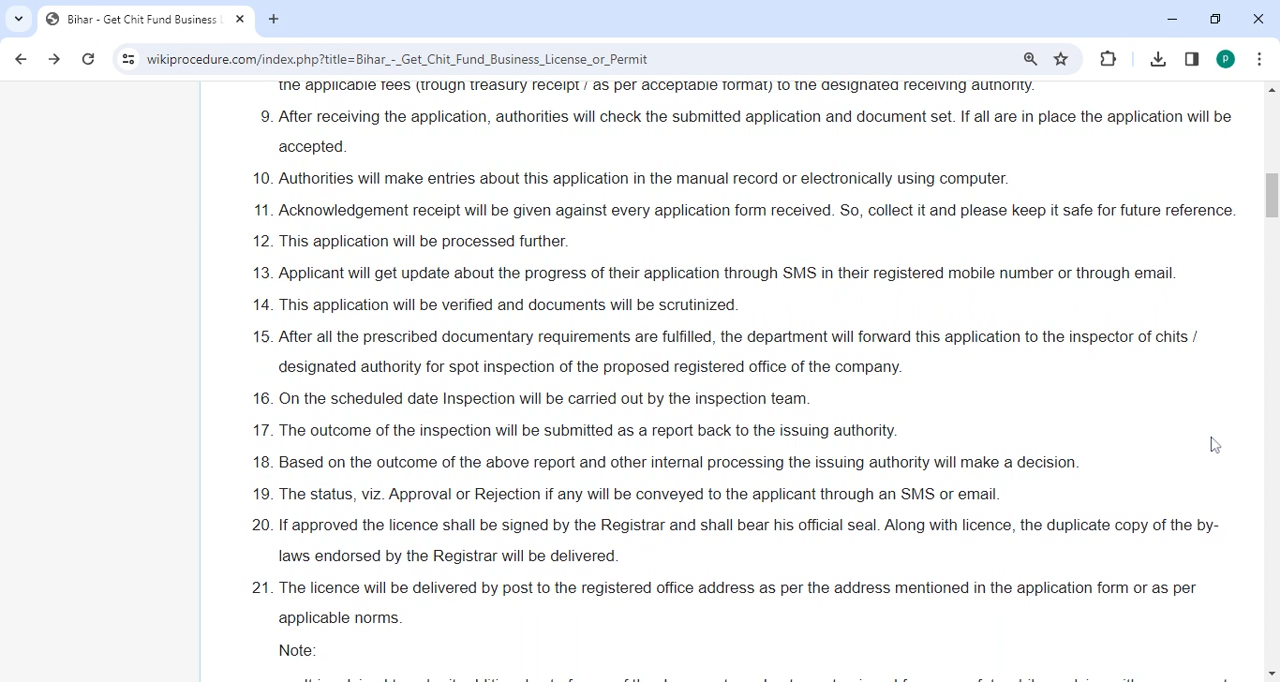 Bihar - Get Chit Fund Business L
wikiprocedure.com/index.php?title=Bihar_-_Get_Chit_Fund_Business_License_or_Permit
P
the applicable fees (trough treasury receipt / as per acceptable format) to the designated receiving authority.
9. After receiving the application, authorities will check the submitted application and document set. If all are in place the application will be
accepted.
10. Authorities will make entries about this application in the manual record or electronically using computer.
11. Acknowledgement receipt will be given against every application form received. So, collect it and please keep it safe for future reference.
12. This application will be processed further.
13. Applicant will get update about the progress of their application through SMS in their registered mobile number or through email.
14. This application will be verified and documents will be scrutinized.
15. After all the prescribed documentary requirements are fulfilled, the department will forward this application to the inspector of chits /
designated authority for spot inspection of the proposed registered office of the company.
16. On the scheduled date Inspection will be carried out by the inspection team.
17. The outcome of the inspection will be submitted as a report back to the issuing authority.
18. Based on the outcome of the above report and other internal processing the issuing authority will make a decision.
19. The status, viz. Approval or Rejection if any will be conveyed to the applicant through an SMS or email.
20. If approved the licence shall be signed by the Registrar and shall bear his official seal. Along with licence, the duplicate copy of the by-
laws endorsed by the Registrar will be delivered.
21. The licence will be delivered by post to the registered office address as per the address mentioned in the application form or as per
applicable norms.
Note: